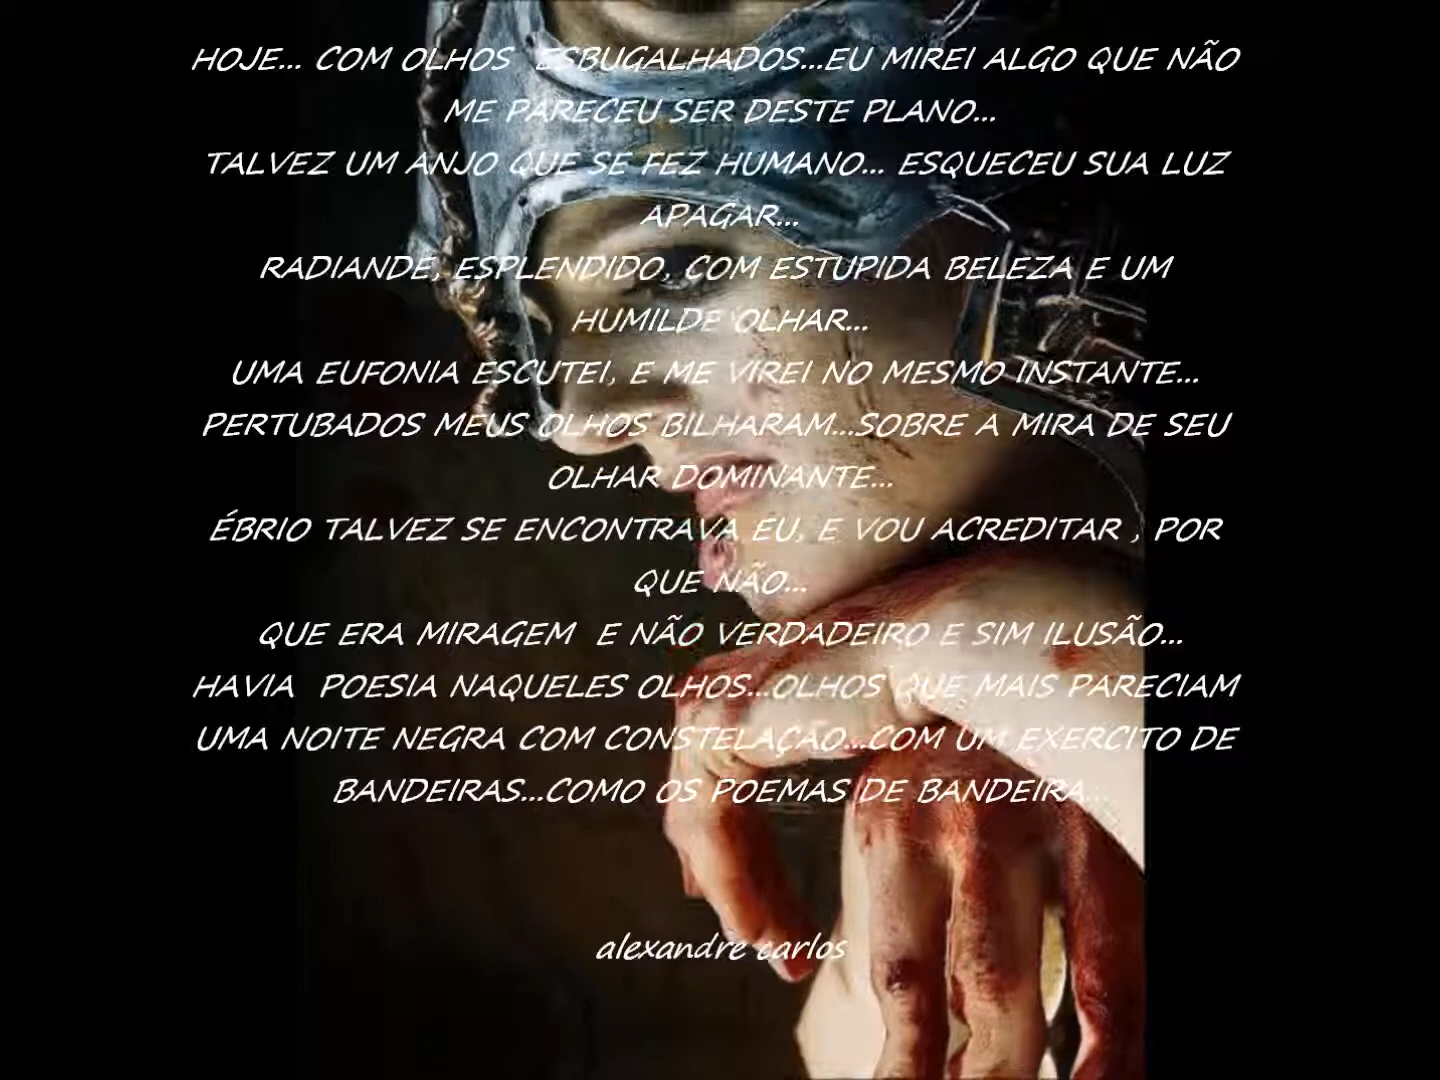 HOJE... COM OLHOS ESBUGALHADOS...EU MIREI ALGO QUE NÃO
ME PARECEU SER DESTE PLANO...
TALVEZ UM ANJO QUE SE FEZ HUMANO... ESQUECEU SUA LUZ
APAGAR...
RADIANDE, ESPLENDIDO, COM ESTUPIDA BELEZA E UM
HUMILDE OLHAR...
UMA EUFONIA ESCUTEI, E ME VIREI NO MESMO INSTANTE...
PERTUBADOS MEUS OLHOS BILHARAM...SOBRE A MIRA DE SEU
OLHAR DOMINANTE...
ÉBRIO TALVEZ SE ENCONTRAVA EU, E VOU ACREDITAR , POR
QUE NÃO...
QUE ERA MIRAGEM E NÃO VERDADEIRO E SIM ILUSÃO...
HAVIA POESIA NAQUELES OLHOS...OLHOS QUE MAIS PARECIAM
UMA NOITE NEGRA COM CONSTELAÇÃO...COM UM EXERCITO DE
BANDEIRAS...COMO OS POEMAS DE BANDEIRA...
alexandre carlos